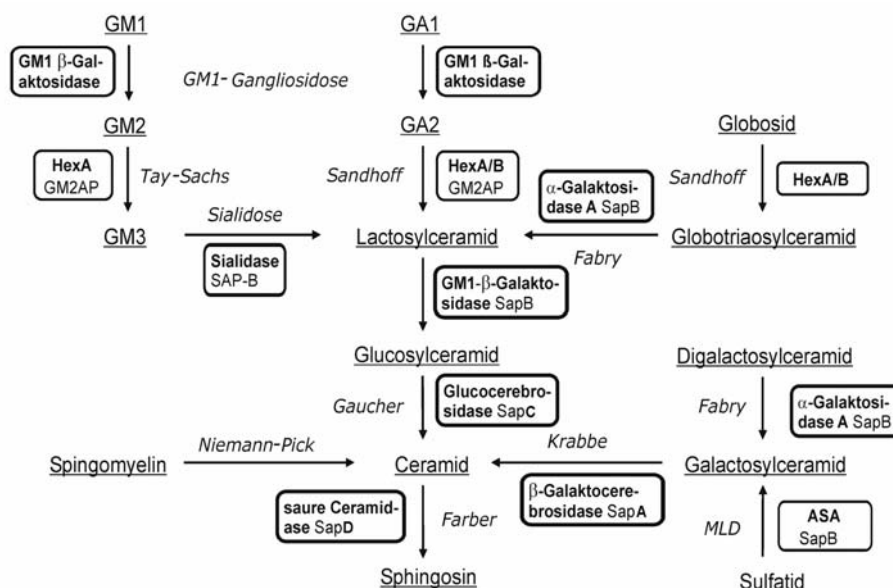 GM1
GA1
GM1 β-Gal-
aktosidase
GM1- Gangliosidose
GM1 ß-Gal-
aktosidase
GM2
GA2
Globosid
HexA
GM2AP
Tay-Sachs
Sandhoff
HexA/B
GM2AP
α-Galaktosi-
dase A SapB
Sandhoff
HexA/B
Sialidose
GM3
Lactosylceramid
Globotriaosylceramid
Sialidase
SAP-B
Fabry
GM1-β-Galakto-
sidase SapB
Glucosylceramid
Digalactosylceramid
Gaucher
Glucocerebro-
sidase SapC
Fabry
α-Galaktosi-
dase A SapB
Niemann-Pick
Krabbe
Spingomyelin
Ceramid
Galactosylceramid
saure Ceramid-
ase SapD
Farber
β-Galaktocere-
brosidase SapA
MLD
ASA
SapB
Sphingosin
Sulfatid